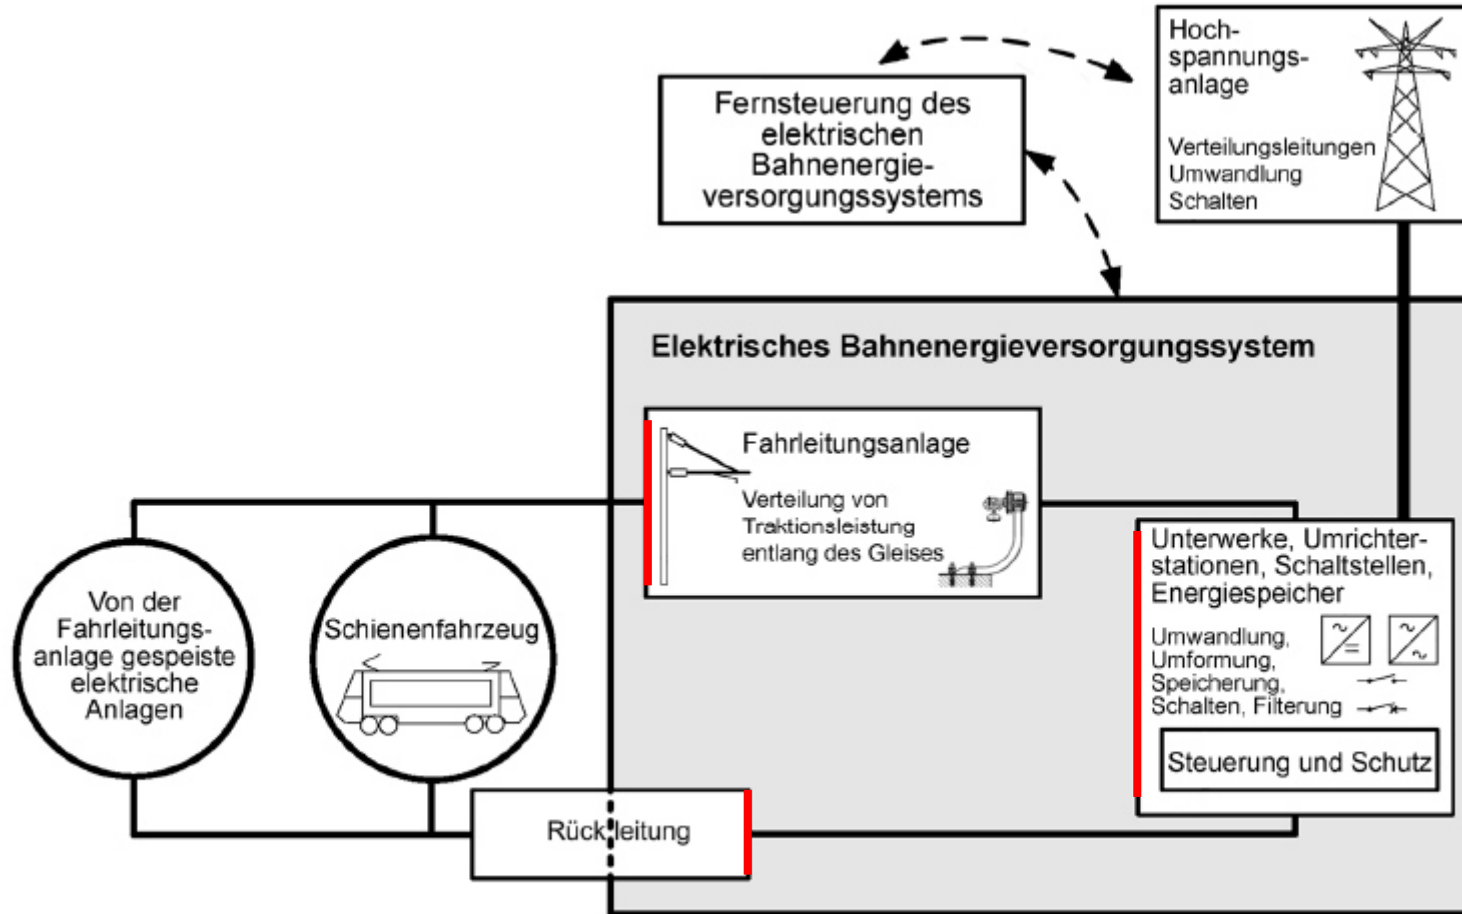 Hoch-
spannungs-
anlage
Verteilungsleitungen
Umwandlung
Schalten
Fernsteuerung des
elektrischen
Bahnenergie-
versorgungssystems
Elektrisches Bahnenergieversorgungssystem
Fahrleitungsanlage
Verteilung von
Traktionsleistung
entlang des Gleises
Unterwerke, Umrichter-
stationen, Schaltstellen,
Energiespeicher
Umwandlung,
Umformung,
Speicherung,
Schalten, Filterung
Steuerung und Schutz
Von der
Fahrleitungs-
anlage gespeiste
elektrische
Anlagen
Schienenfahrzeug
Rückleitung